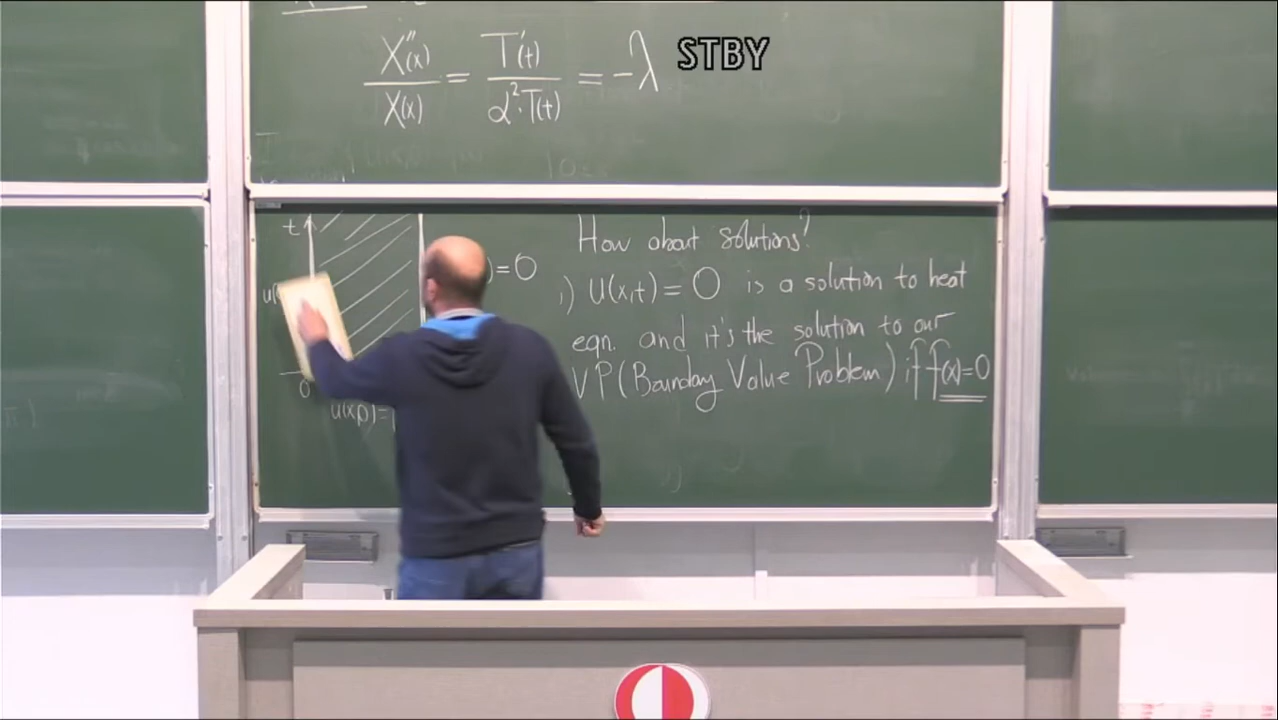 X''(x)/X(x) = T'(t)/α²·T(t) = -λ
STBY
t
u(
)=0
0
How about solutions?
i) u(x,t) = 0 is a solution to heat
eqn. and it's the solution to our
VP (Boundary Value Problem) if f(x)=0